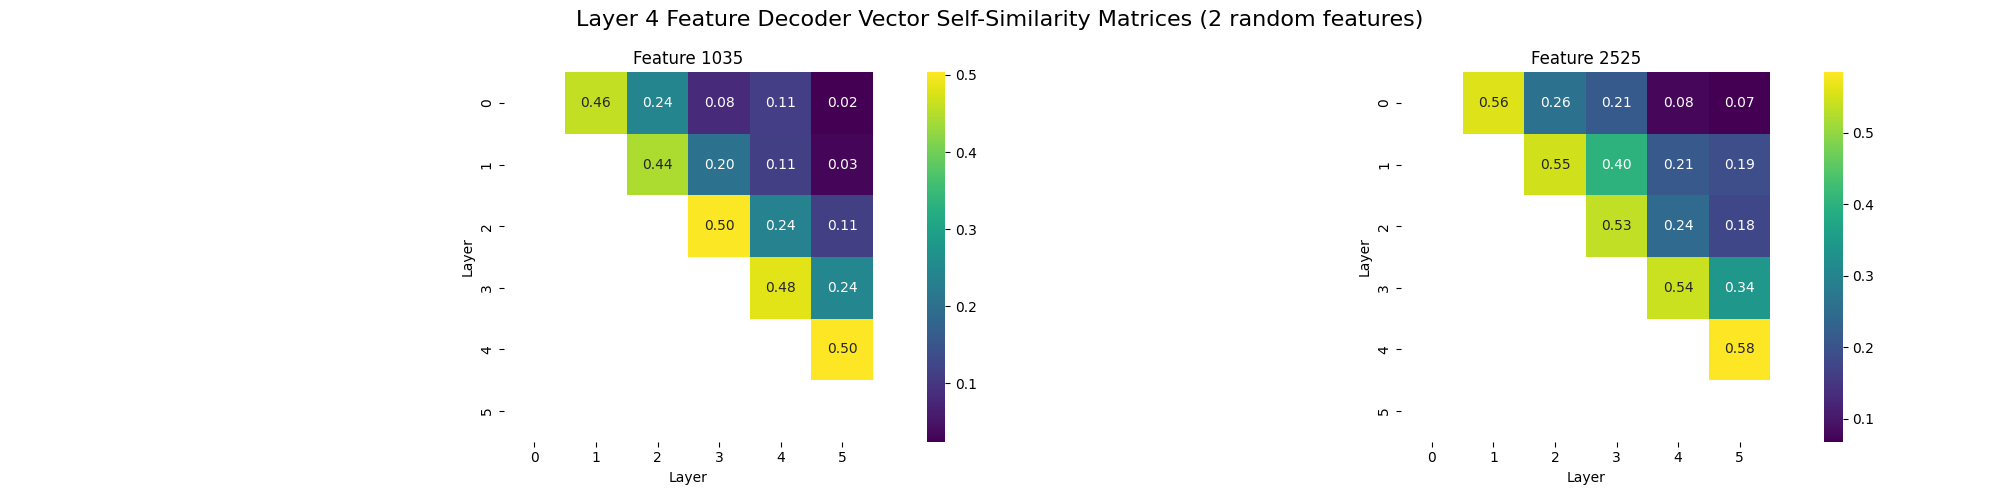 Layer 4 Feature Decoder Vector Self-Similarity Matrices (2 random features)
Feature 1035
0 0.46 0.24 0.08 0.11 0.02
1 0.44 0.20 0.11 0.03
2 0.50 0.24 0.11
3 0.48 0.24
4 0.50
5
Layer
0 1 2 3 4 5
Layer
0.5
0.4
0.3
0.2
0.1
Feature 2525
0 0.56 0.26 0.21 0.08 0.07
1 0.55 0.40 0.21 0.19
2 0.53 0.24 0.18
3 0.54 0.34
4 0.58
5
Layer
0 1 2 3 4 5
Layer
0.5
0.4
0.3
0.2
0.1